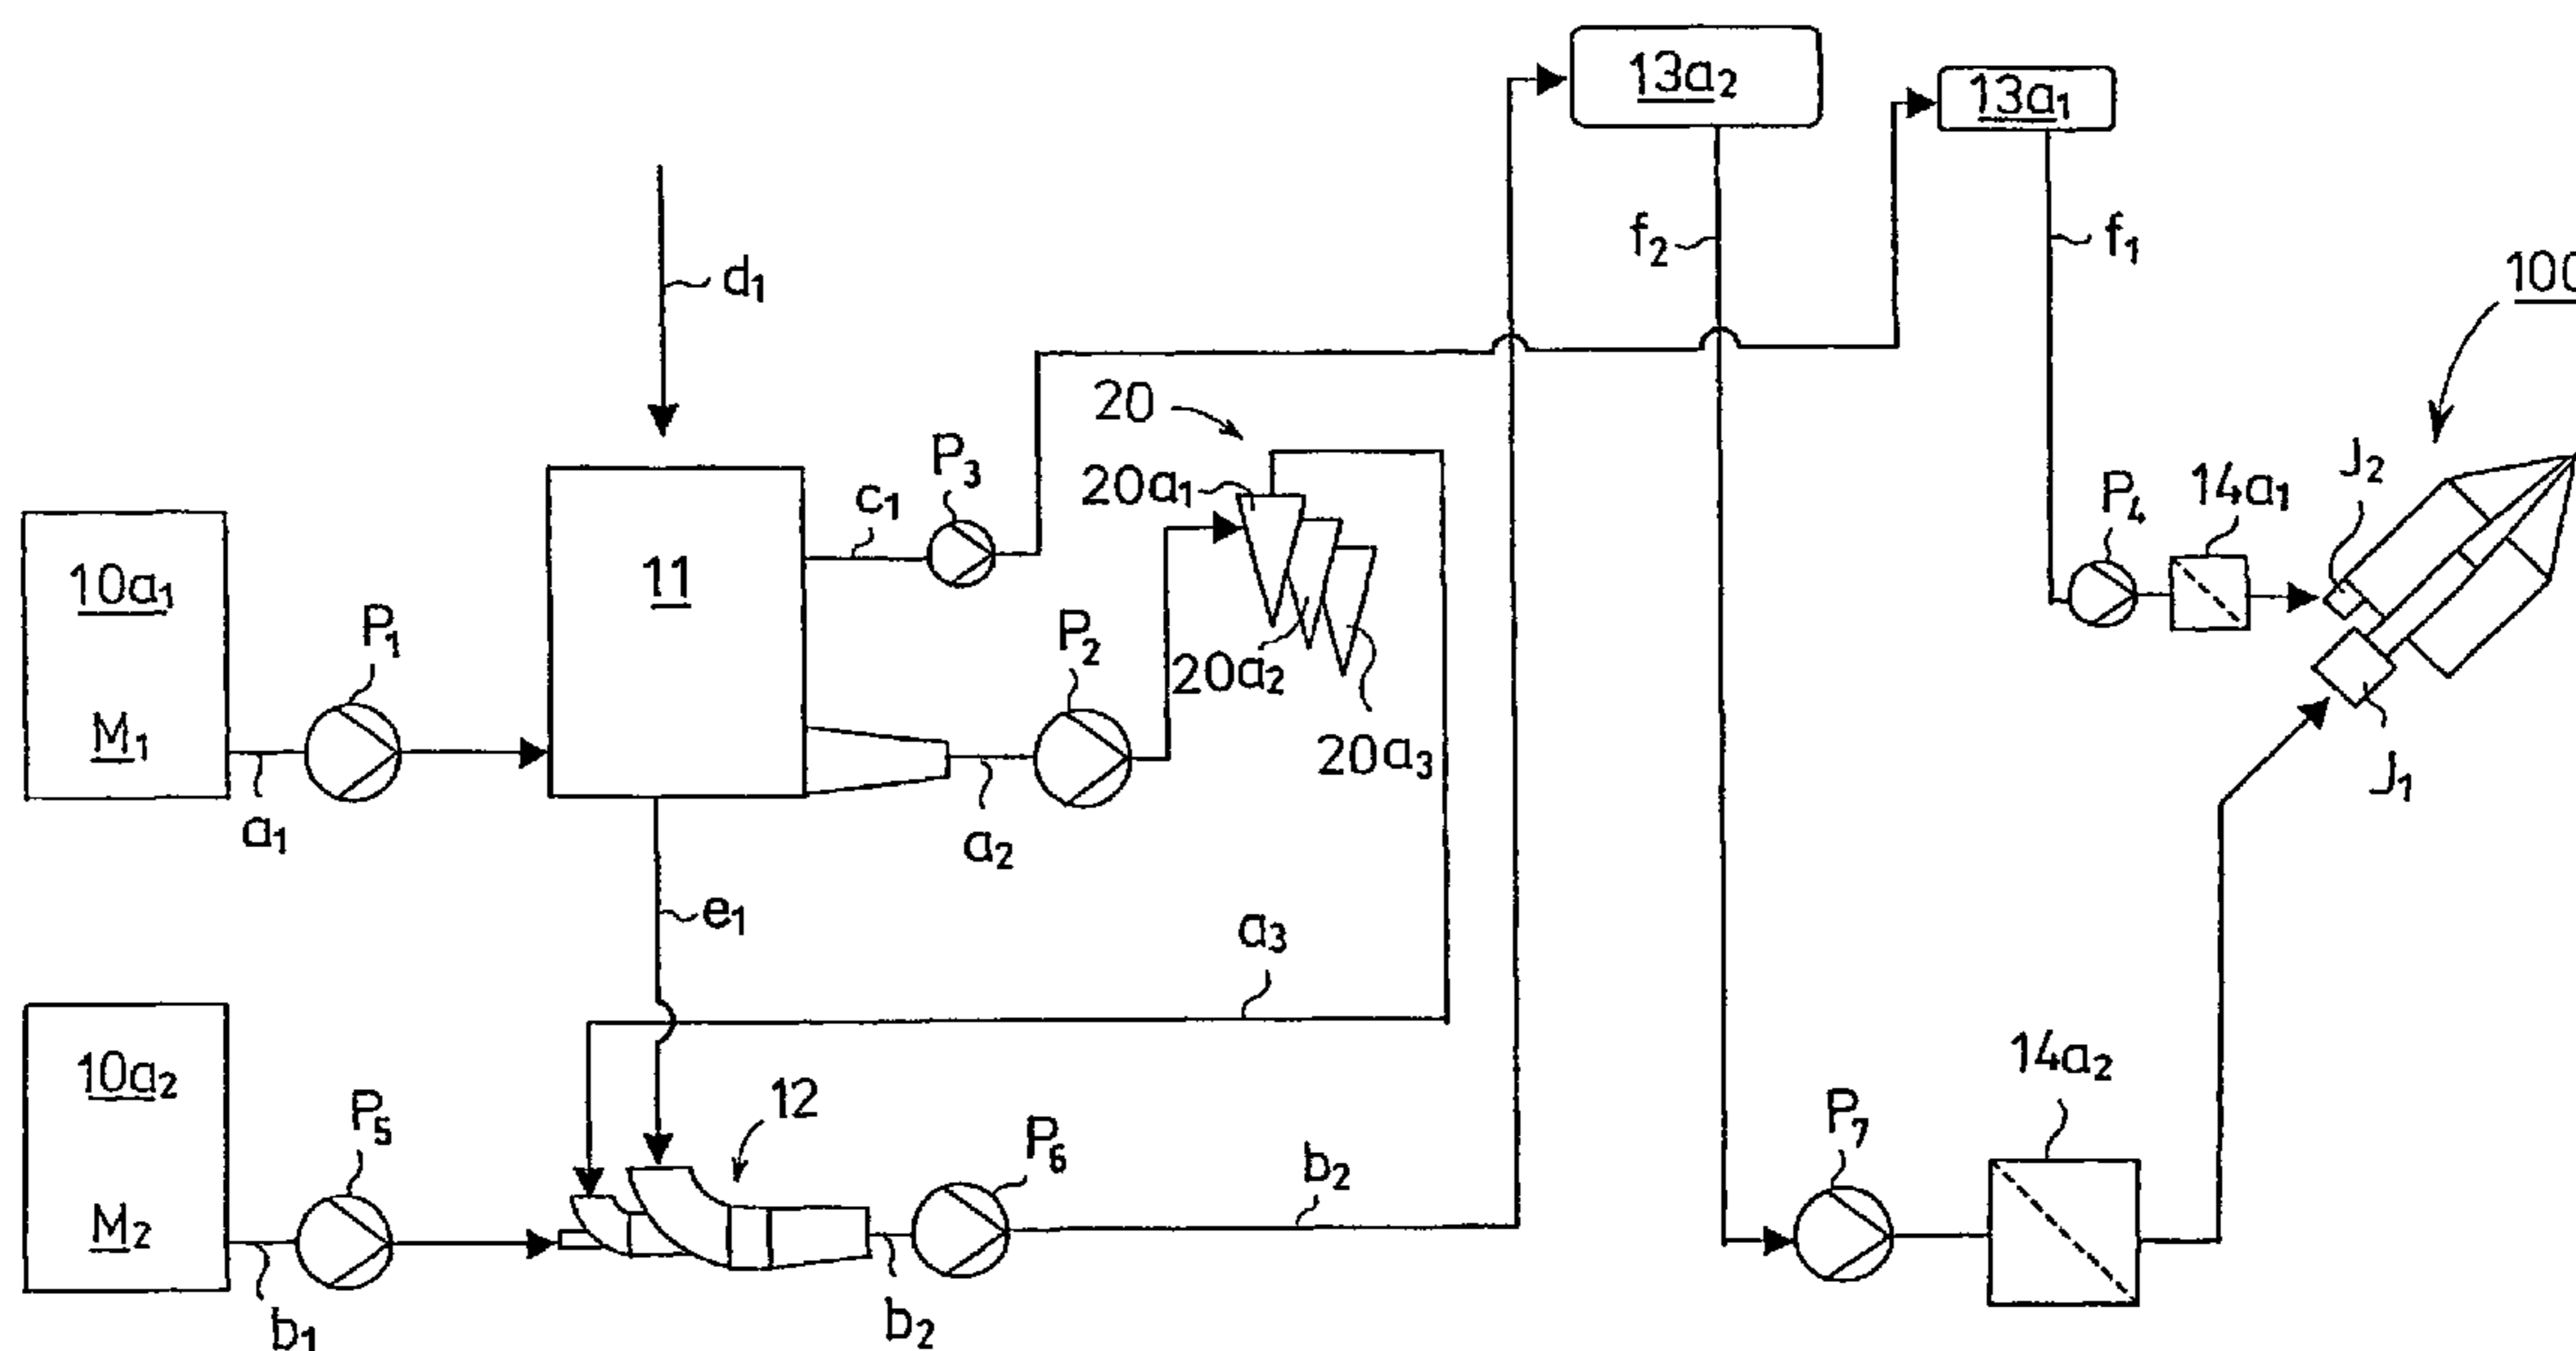 13a₂
13a₁
d₁
f₂
f₁
100
20
P₃
20a₁
c₁
J₂
14a₁
P₄
10a₁
11
P₁
P₂
20a₂
20a₃
M₁
J₁
a₁
a₂
e₁
a₃
10a₂
14a₂
12
P₅
P₆
P₇
b₂
M₂
b₁
b₂